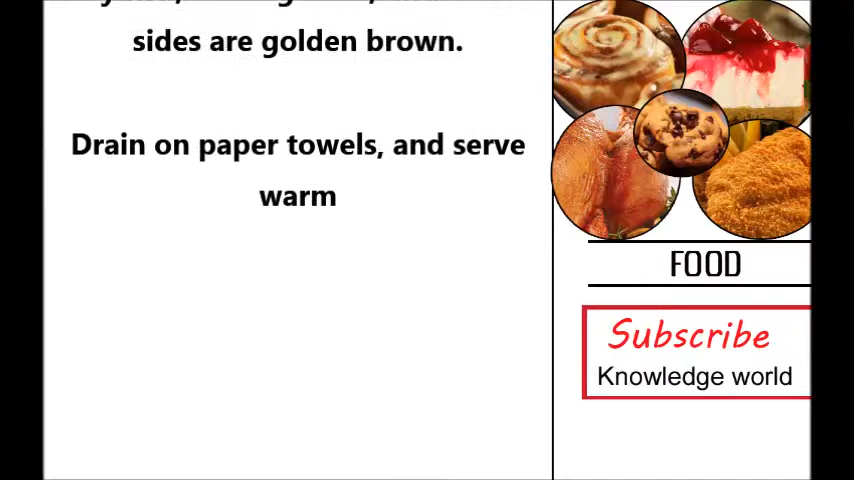 sides are golden brown.
Drain on paper towels, and serve
warm
FOOD
Subscribe
Knowledge world